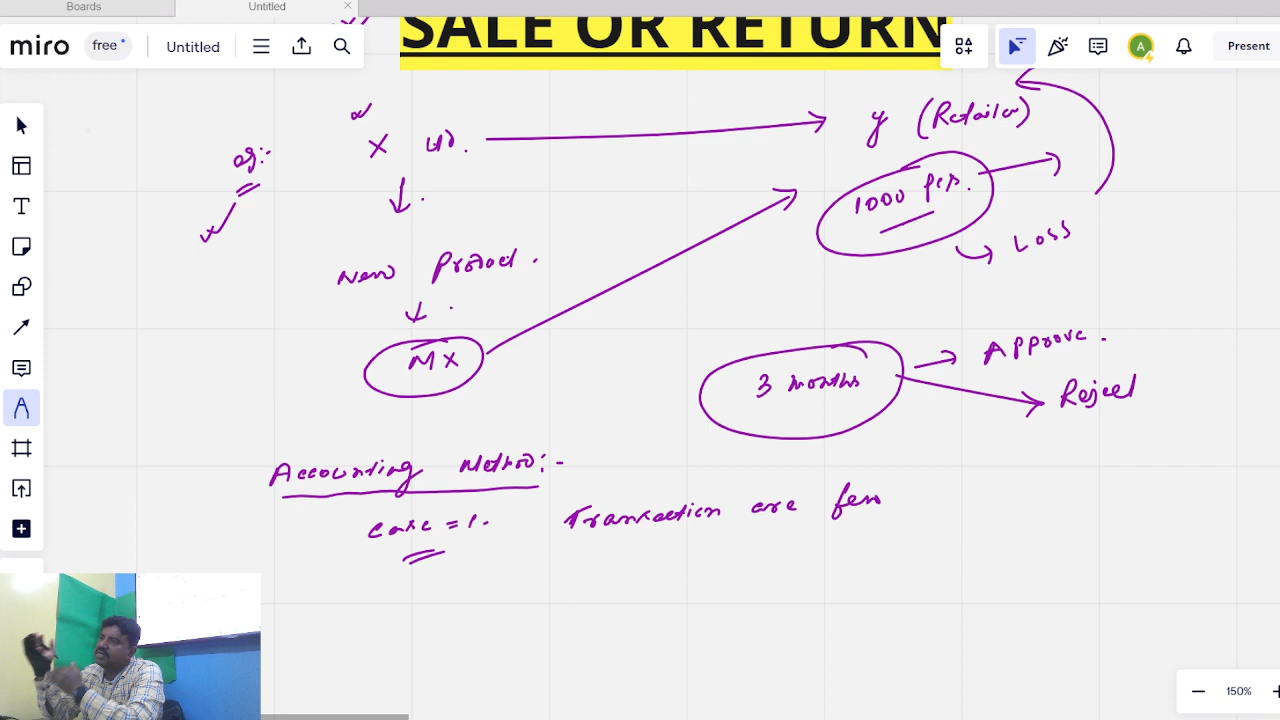 Boards
Untitled
SALE OR RETURN
miro
free
Untitled
Present
eg:-
X Ltd.
y (Retailer)
1000 pcs.
Loss
New Product.
MX
3 months
Approve.
Reject
Accounting Method:-
case = 1.
Transaction are few
A
T
150%